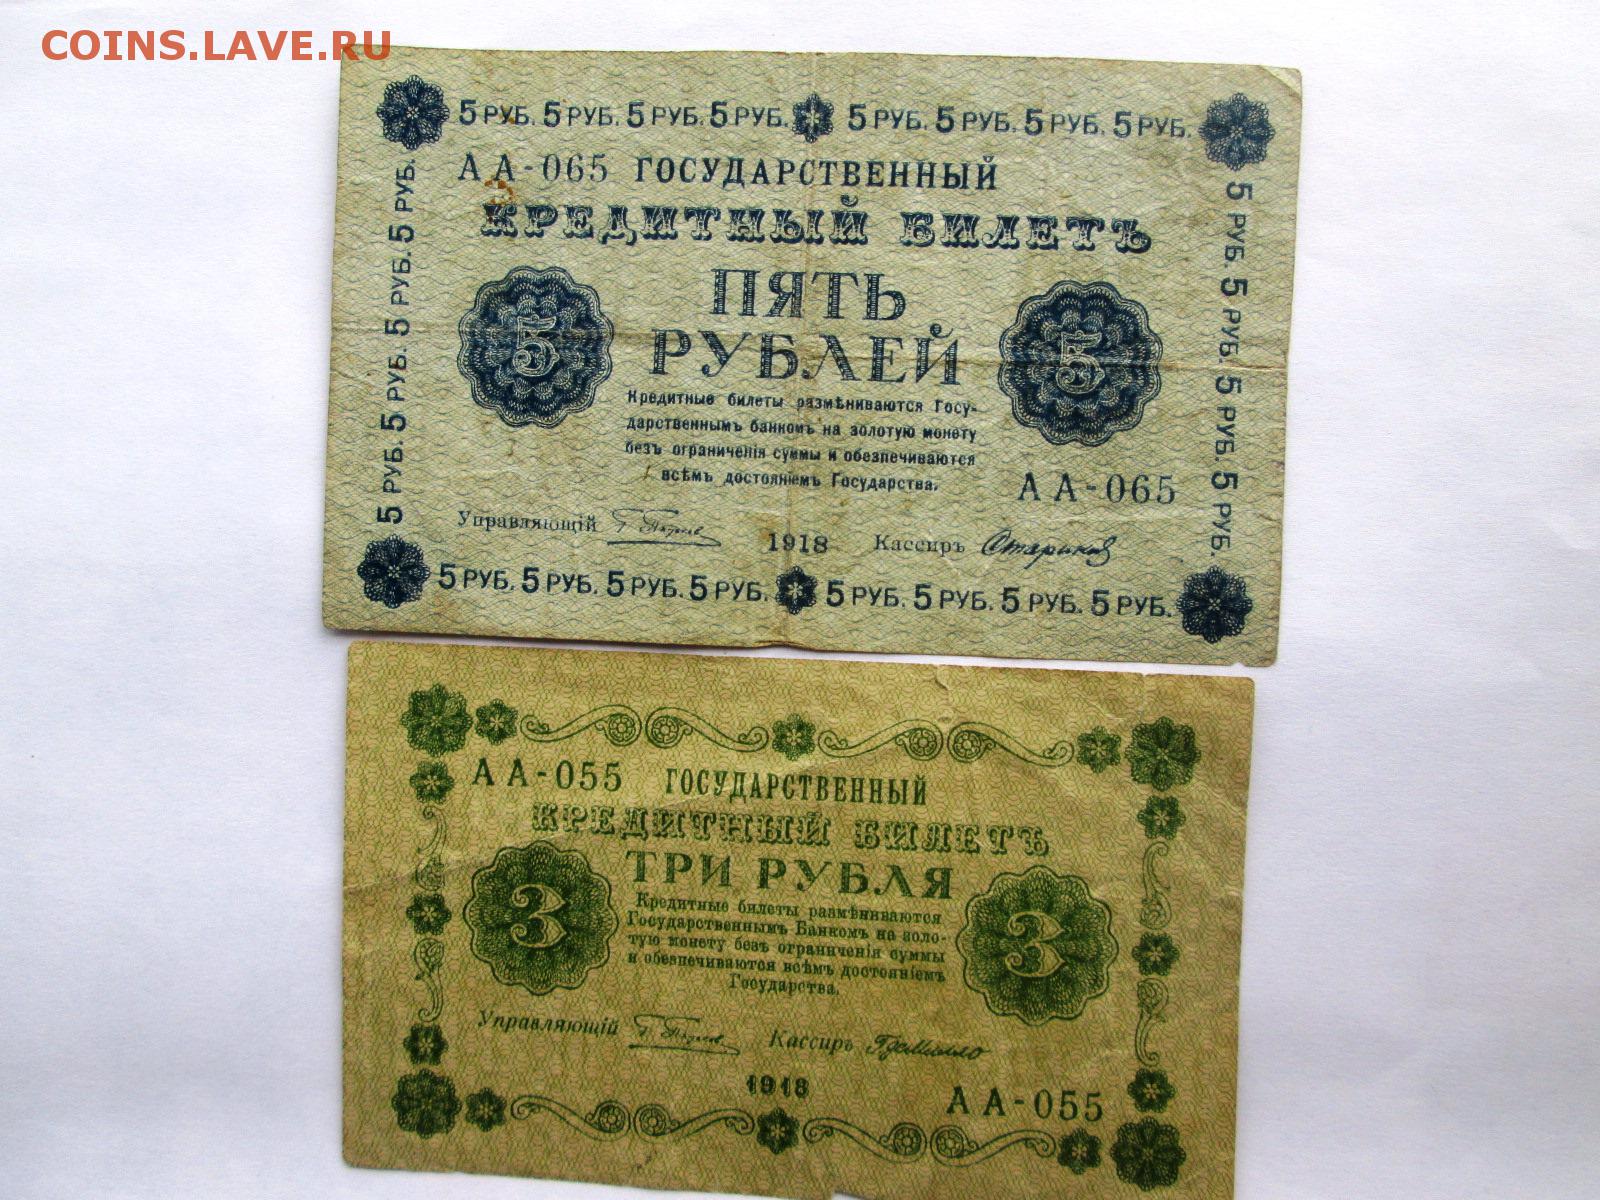 COINS.LAVE.RU
5 РУБ. 5 РУБ. 5 РУБ. 5 РУБ. 5 РУБ. 5 РУБ. 5 РУБ. 5 РУБ.
5 РУБ. 5 РУБ. 5 РУБ. 5 РУБ.
АА-065 ГОСУДАРСТВЕННЫЙ
КРЕДИТНЫЙ БИЛЕТЪ
ПЯТЬ
РУБЛЕЙ
5
5
Кредитные билеты размѣниваются Госу-
дарственнымъ банкомъ на золотую монету
безъ ограниченія суммы и обезпечиваются
всѣмъ достояніемъ Государства.
АА-065
Управляющій
1918 Кассиръ Стариков
5 РУБ. 5 РУБ. 5 РУБ. 5 РУБ.
5 РУБ. 5 РУБ. 5 РУБ. 5 РУБ. 5 РУБ. 5 РУБ. 5 РУБ. 5 РУБ.
АА-055 ГОСУДАРСТВЕННЫЙ
КРЕДИТНЫЙ БИЛЕТЪ
ТРИ РУБЛЯ
3
3
Кредитные билеты размѣниваются
Государственнымъ Банкомъ на золо-
тую монету безъ ограниченія суммы
и обезпечиваются всѣмъ достояніемъ
Государства.
Управляющій Кассиръ
1918
АА-055